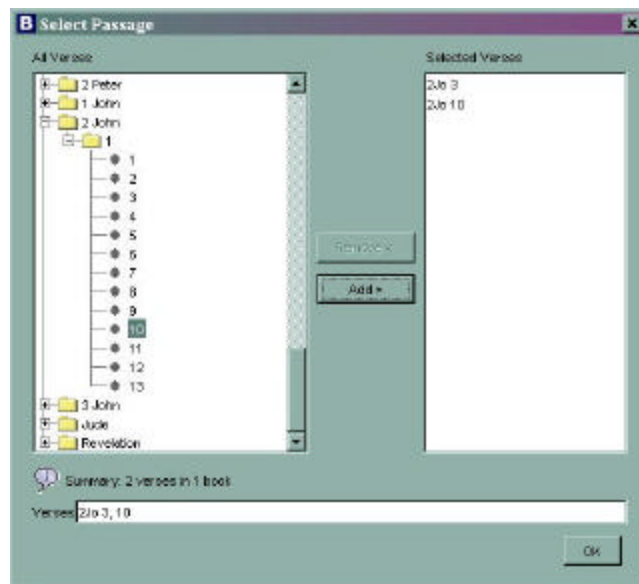 B Select Passage
All Verses
2 Peter
1 John
2 John
1
1
2
3
4
5
6
7
8
9
10
11
12
13
3 John
Jude
Revelation
Selected Verses
2Jo 3
2Jo 10
Remove <
Add >
Summary: 2 verses in 1 book
Verses 2Jo 3, 10
OK